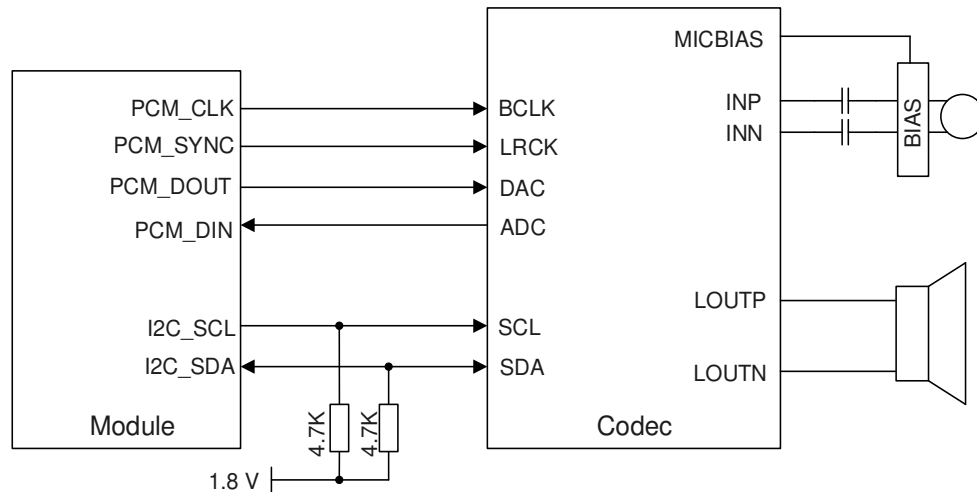 MICBIAS
PCM_CLK
BCLK
INP
BIAS
PCM_SYNC
LRCK
INN
PCM_DOUT
DAC
PCM_DIN
ADC
LOUTP
I2C_SCL
SCL
I2C_SDA
SDA
LOUTN
4.7K
4.7K
Module
Codec
1.8 V